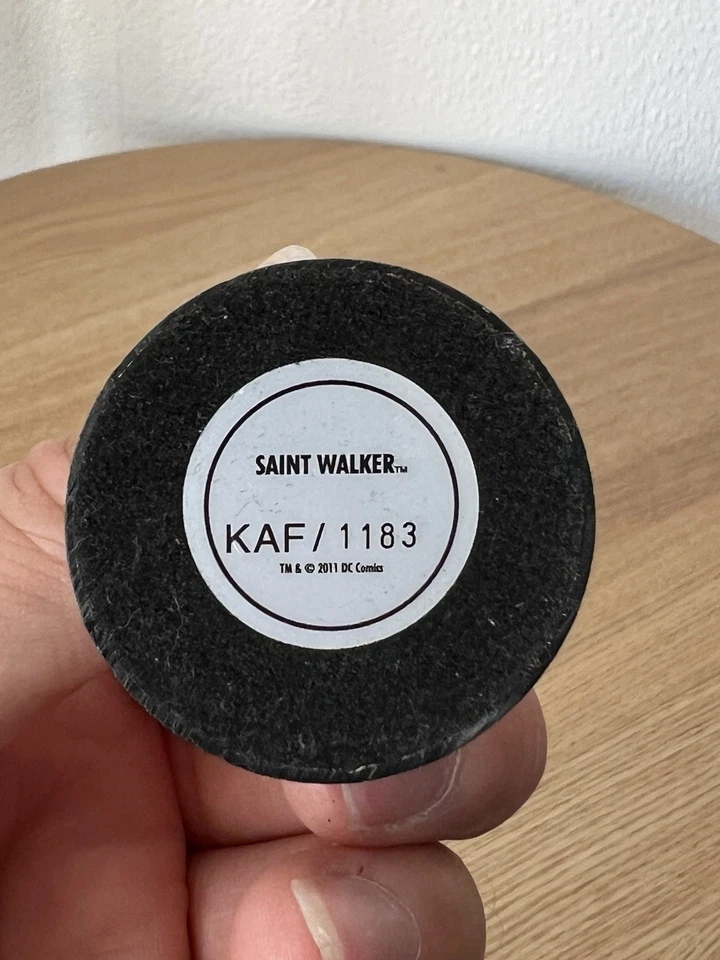 SAINT WALKER™
KAF/1183
TM & © 2011 DC Comics